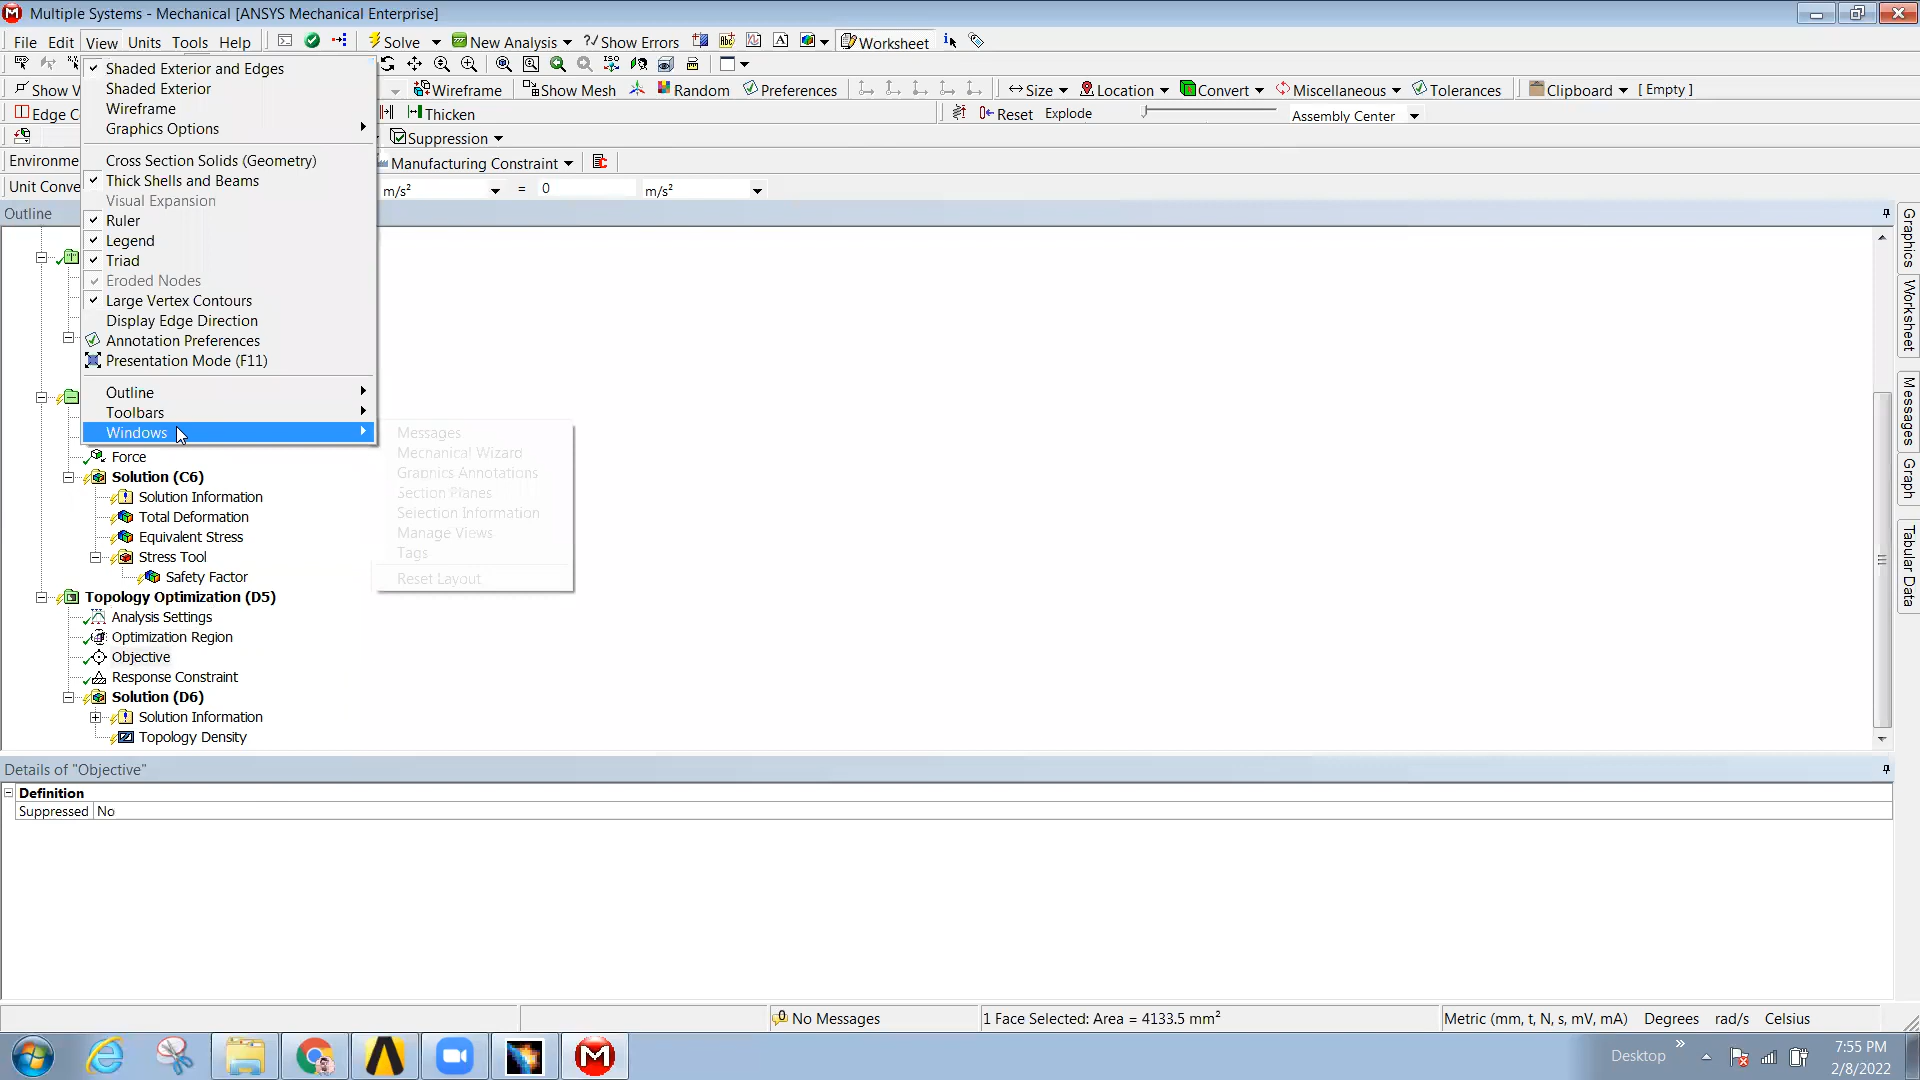 Multiple Systems - Mechanical [ANSYS Mechanical Enterprise]
File Edit View Units Tools Help Solve New Analysis ?/Show Errors Worksheet
Show V Wireframe Show Mesh Random Preferences Size Location Convert Miscellaneous Tolerances Clipboard [ Empty ]
Edge C Thicken Reset Explode Assembly Center
Suppression
Environme Manufacturing Constraint
Unit Conve m/s² = 0 m/s²
Outline
Shaded Exterior and Edges
Shaded Exterior
Wireframe
Graphics Options
Cross Section Solids (Geometry)
Thick Shells and Beams
Visual Expansion
Ruler
Legend
Triad
Eroded Nodes
Large Vertex Contours
Display Edge Direction
Annotation Preferences
Presentation Mode (F11)
Outline
Toolbars
Windows
Messages
Mechanical Wizard
Graphics Annotations
Section Planes
Selection Information
Manage Views
Tags
Reset Layout
Force
Solution (C6)
Solution Information
Total Deformation
Equivalent Stress
Stress Tool
Safety Factor
Topology Optimization (D5)
Analysis Settings
Optimization Region
Objective
Response Constraint
Solution (D6)
Solution Information
Topology Density
Graphics
Worksheet
Messages
Graph
Tabular Data
Details of "Objective"
Definition
Suppressed No
0 No Messages 1 Face Selected: Area = 4133.5 mm² Metric (mm, t, N, s, mV, mA) Degrees rad/s Celsius
Desktop » 7:55 PM
2/8/2022